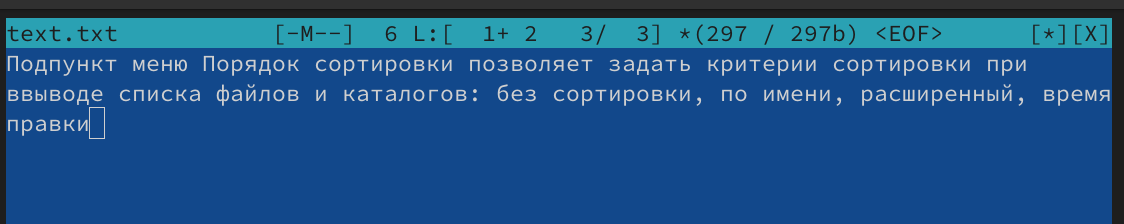 text.txt [-M--] 6 L:[ 1+ 2 3/ 3] *(297 / 297b) <EOF> [*][X]
Подпункт меню Порядок сортировки позволяет задать критерии сортировки при
ввыводе списка файлов и каталогов: без сортировки, по имени, расширенный, время
правки